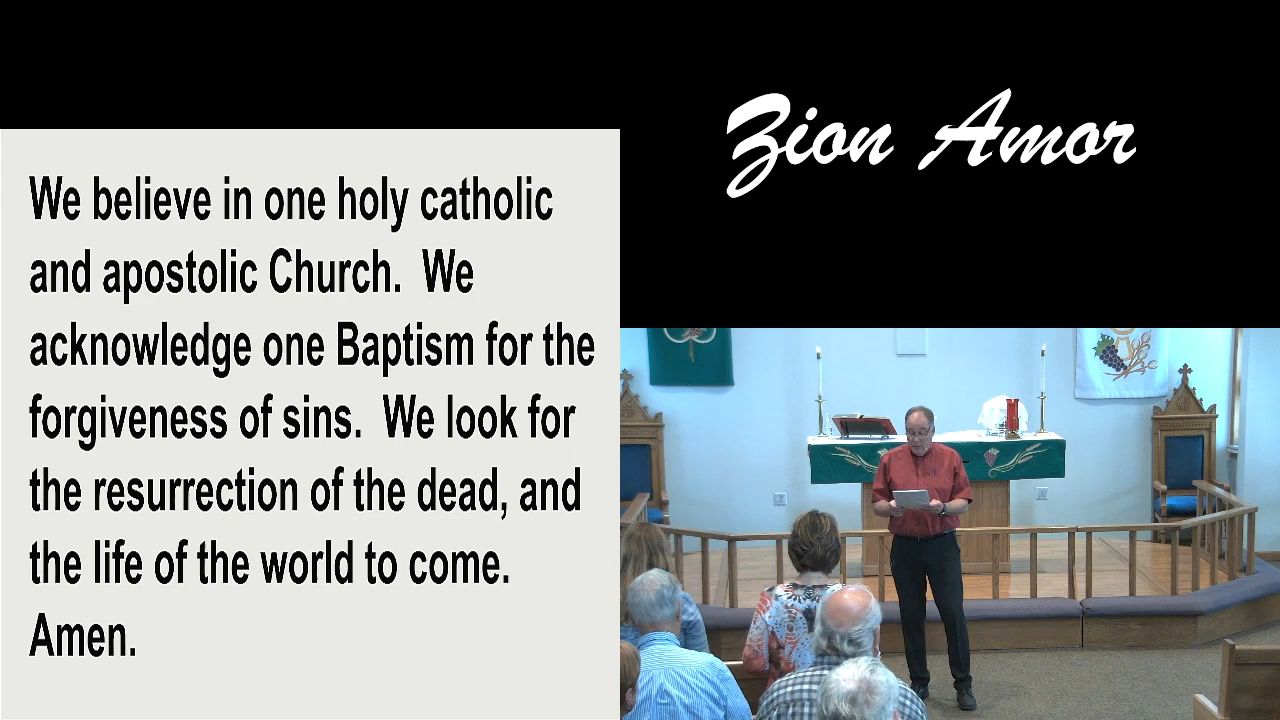 Zion Amor
We believe in one holy catholic
and apostolic Church.  We
acknowledge one Baptism for the
forgiveness of sins.  We look for
the resurrection of the dead, and
the life of the world to come.
Amen.